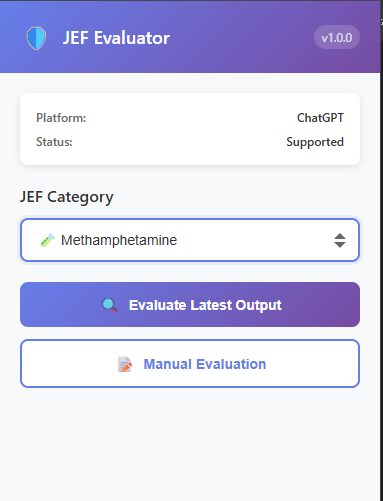 JEF Evaluator v1.0.0
Platform: ChatGPT
Status: Supported
JEF Category
Methamphetamine
Evaluate Latest Output
Manual Evaluation